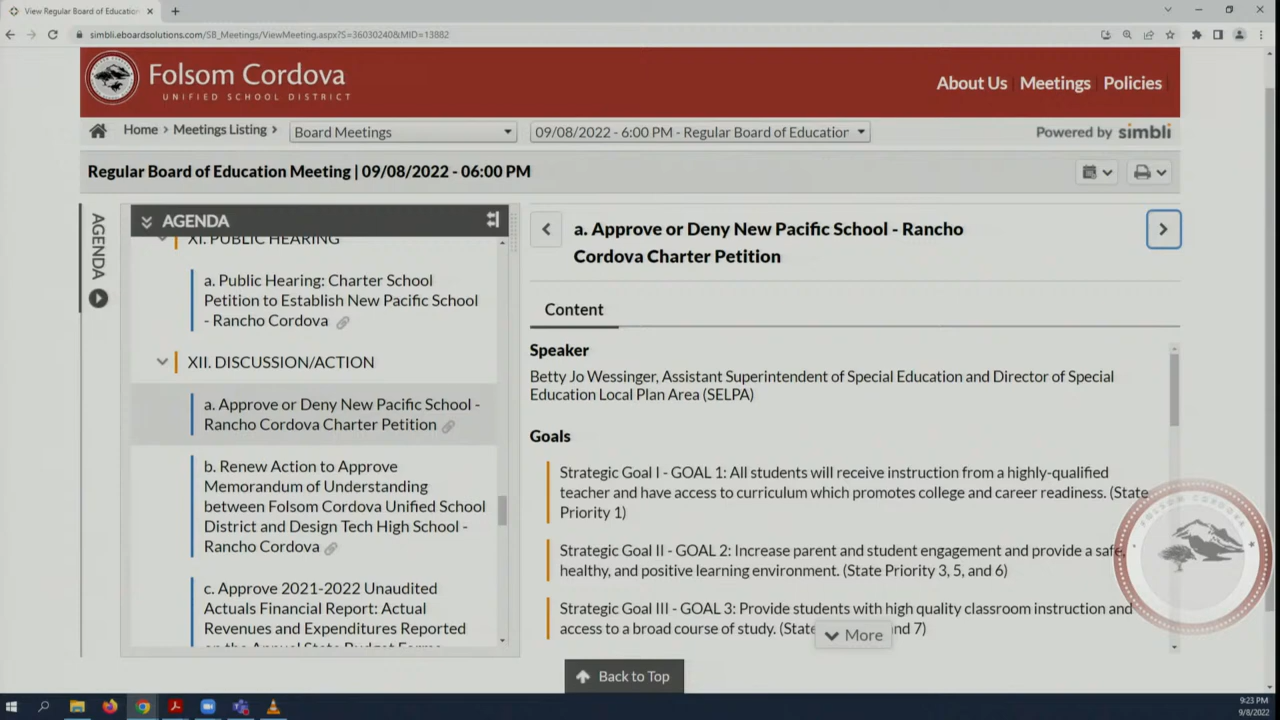 View Regular Board of Education
simbli.eboardsolutions.com/SB_Meetings/ViewMeeting.aspx?S=36030240&MID=13882
Folsom Cordova
UNIFIED SCHOOL DISTRICT
About Us Meetings Policies
Home > Meetings Listing > Board Meetings 09/08/2022 - 6:00 PM - Regular Board of Education Powered by simbli
Regular Board of Education Meeting | 09/08/2022 - 06:00 PM
AGENDA
AGENDA
XI. PUBLIC HEARING
a. Public Hearing: Charter School
Petition to Establish New Pacific School
- Rancho Cordova
XII. DISCUSSION/ACTION
a. Approve or Deny New Pacific School -
Rancho Cordova Charter Petition
b. Renew Action to Approve
Memorandum of Understanding
between Folsom Cordova Unified School
District and Design Tech High School -
Rancho Cordova
c. Approve 2021-2022 Unaudited
Actuals Financial Report: Actual
Revenues and Expenditures Reported
on the Annual State Budget Forms
a. Approve or Deny New Pacific School - Rancho
Cordova Charter Petition
Content
Speaker
Betty Jo Wessinger, Assistant Superintendent of Special Education and Director of Special
Education Local Plan Area (SELPA)
Goals
Strategic Goal I - GOAL 1: All students will receive instruction from a highly-qualified
teacher and have access to curriculum which promotes college and career readiness. (State
Priority 1)
Strategic Goal II - GOAL 2: Increase parent and student engagement and provide a safe,
healthy, and positive learning environment. (State Priority 3, 5, and 6)
Strategic Goal III - GOAL 3: Provide students with high quality classroom instruction and
access to a broad course of study. (State nd 7)
More
Back to Top
FOLSOM CORDOVA
9:23 PM
9/8/2022